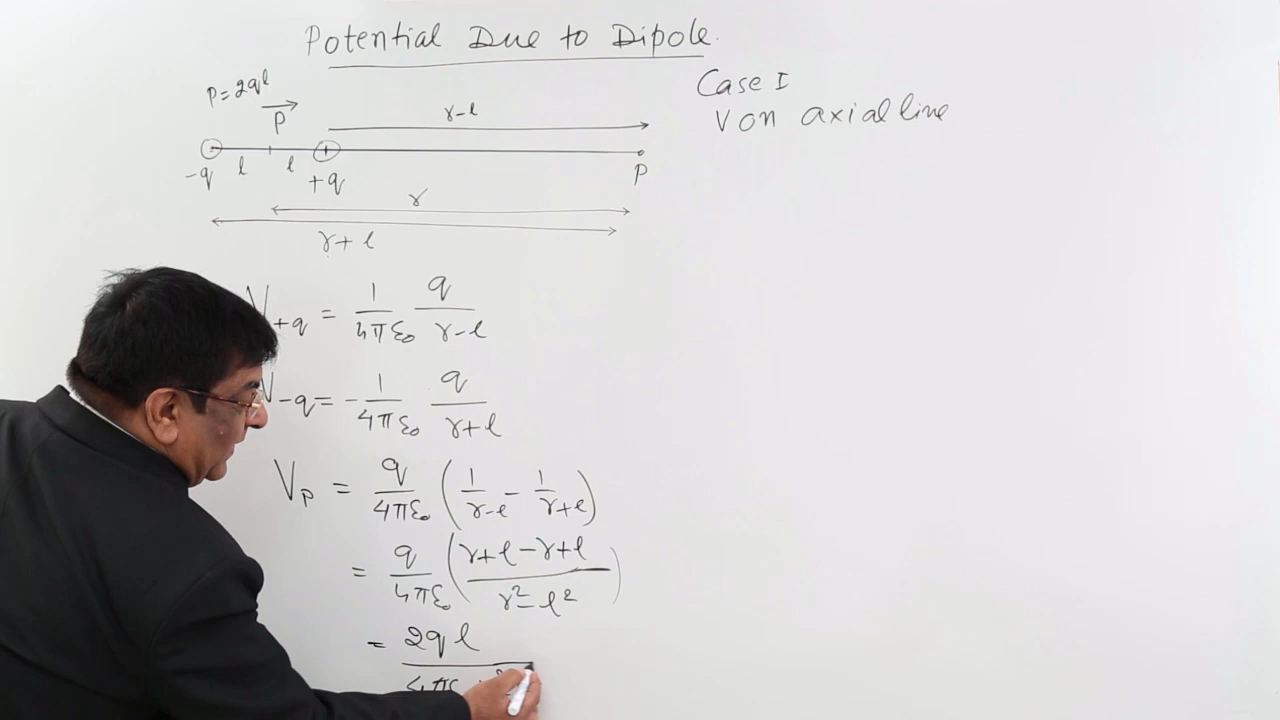 Potential Due to Dipole.
Case I
V on axial line
P = 2ql
P
r-l
-q l l +q P
r
r+l
V+q = 1/4πε₀ q/r-l
V-q = - 1/4πε₀ q/r+l
Vp = q/4πε₀ (1/r-l - 1/r+l)
= q/4πε₀ (r+l-r+l/r²-l²)
= 2ql